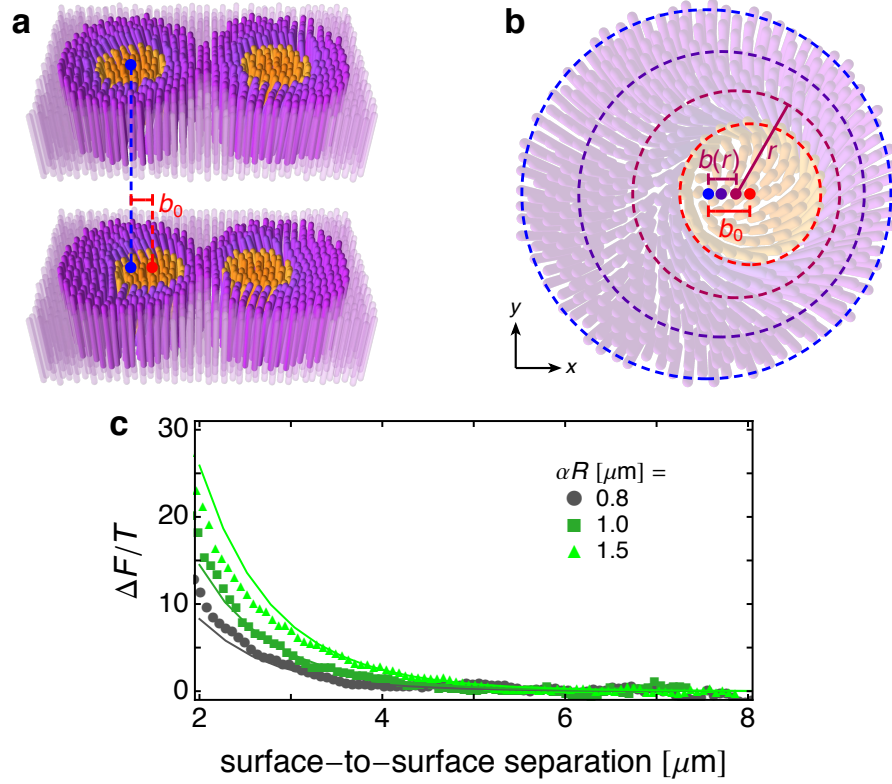 a
b₀
b
b(r)
r
b₀
y
x
c
30
20
10
0
ΔF/T
αR [μm] =
0.8
1.0
1.5
2
4
6
8
surface−to−surface separation [μm]